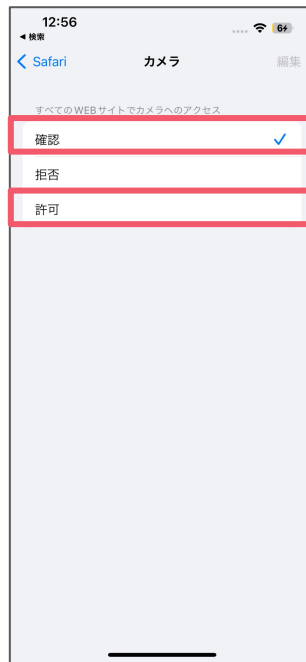 12:56
64
◀ 検索
Safari
カメラ
編集
すべてのWEBサイトでカメラへのアクセス
確認
拒否
許可